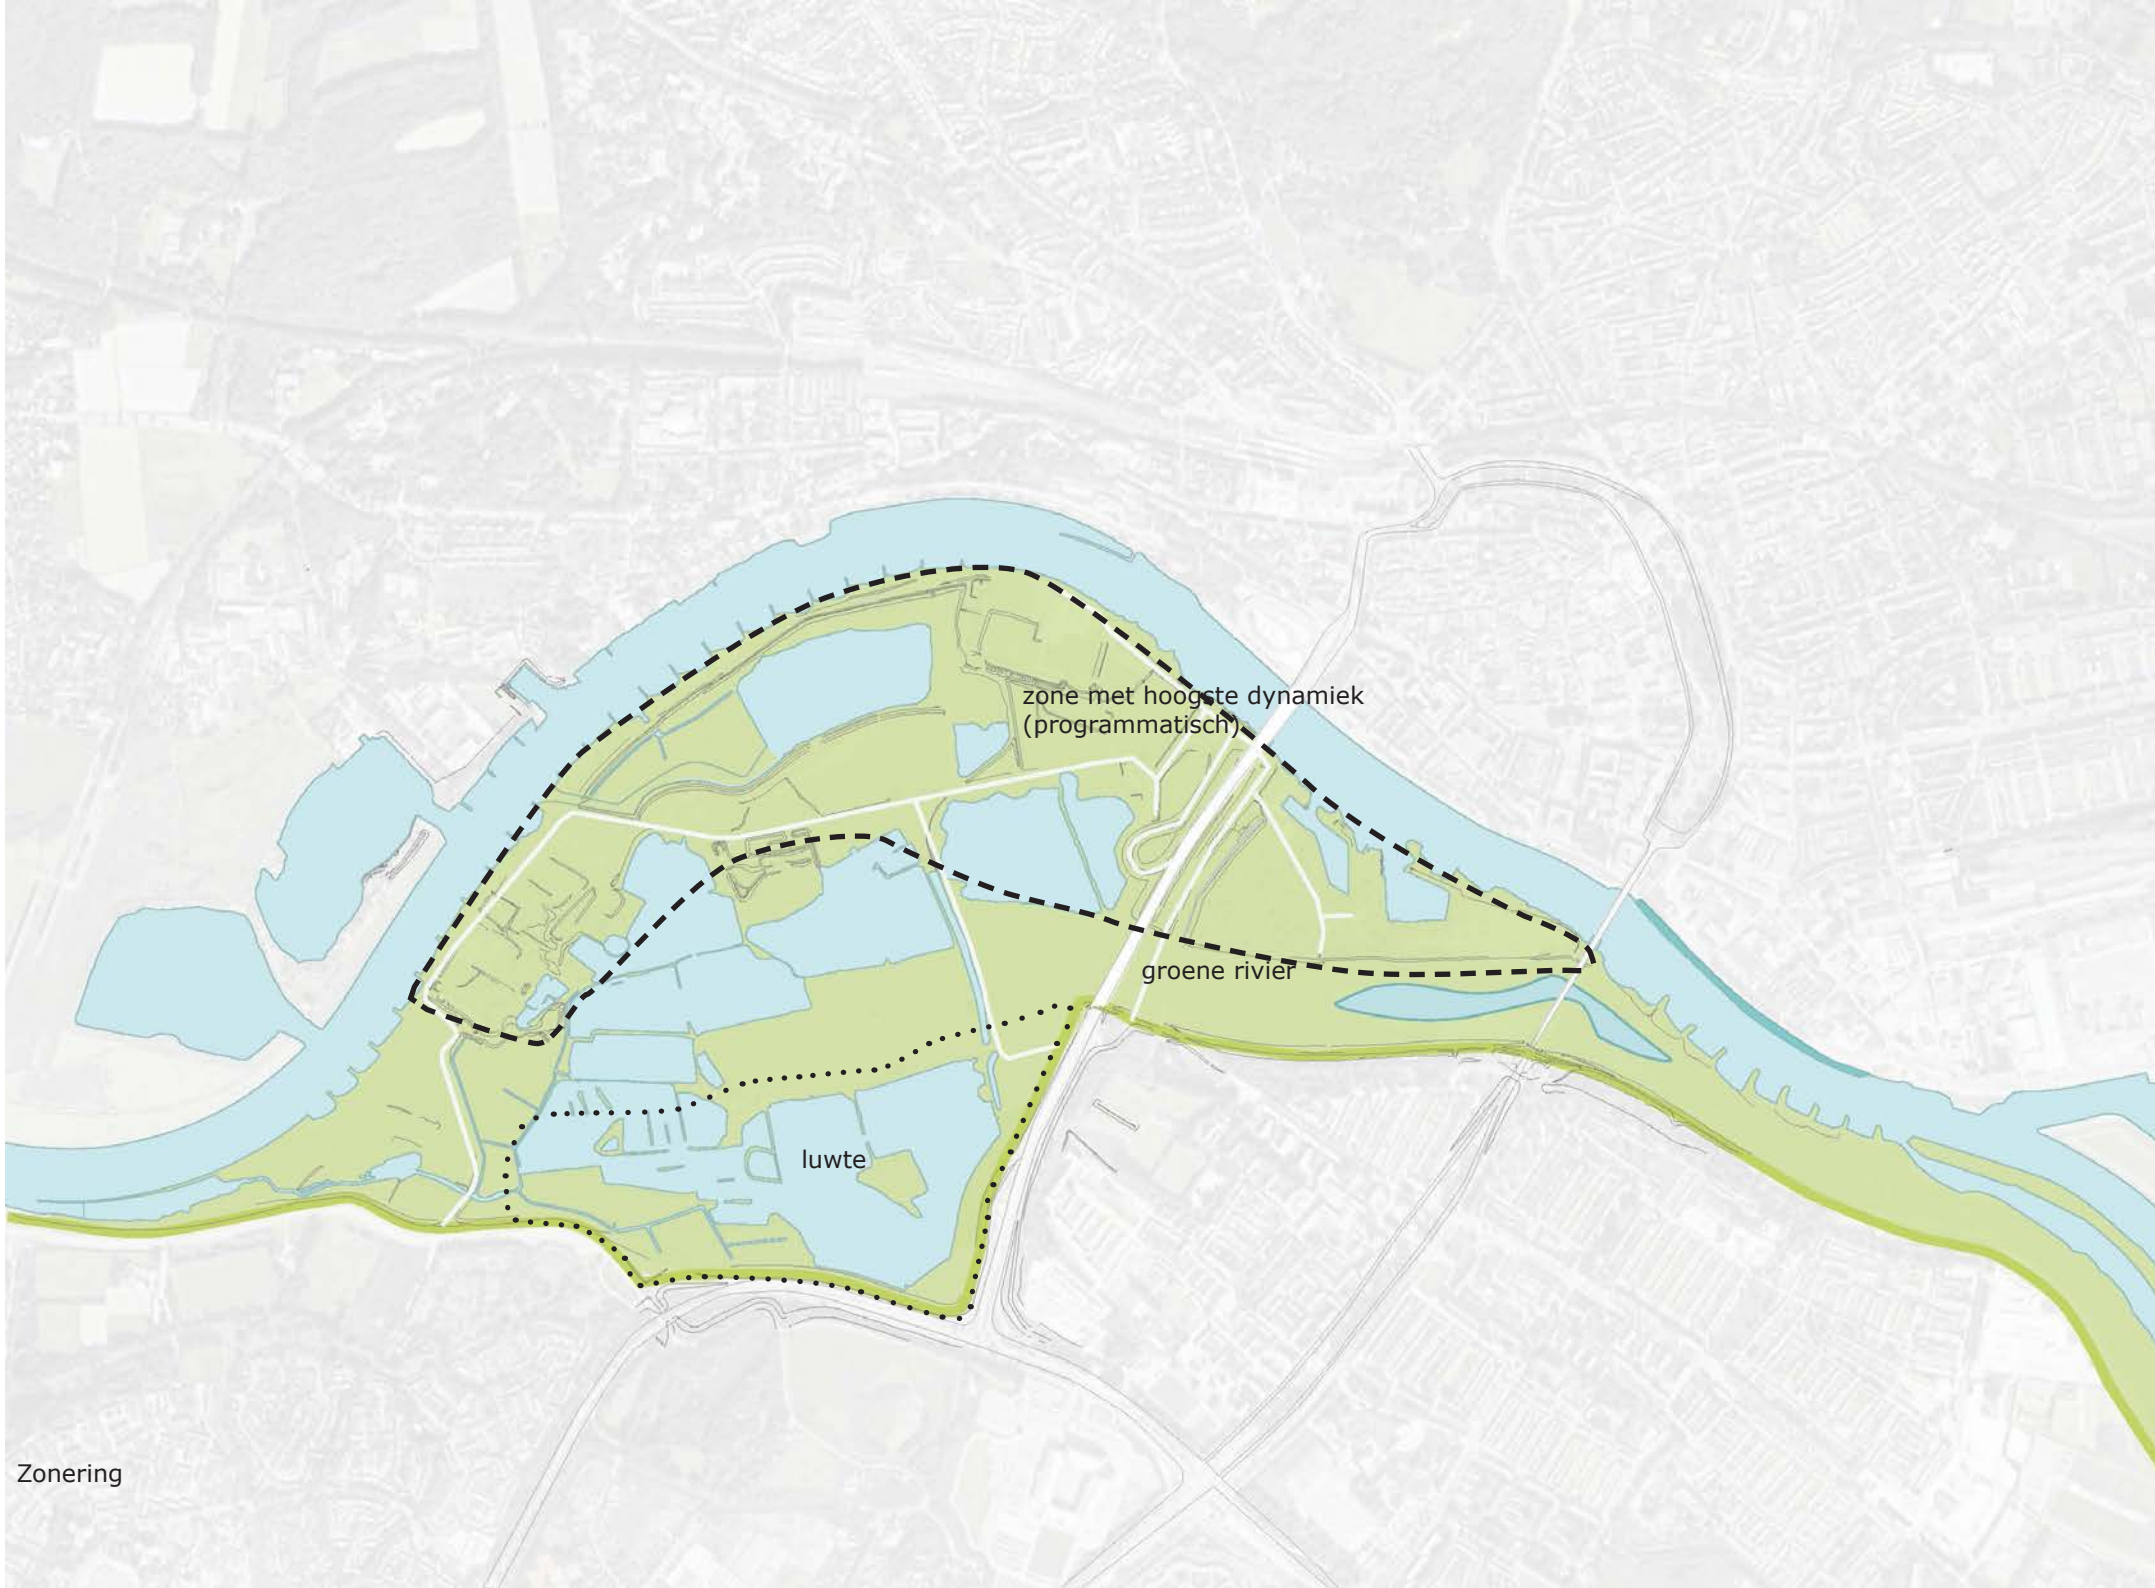 zone met hoogste dynamiek
(programmatisch)
groene rivier
luwte
Zonering